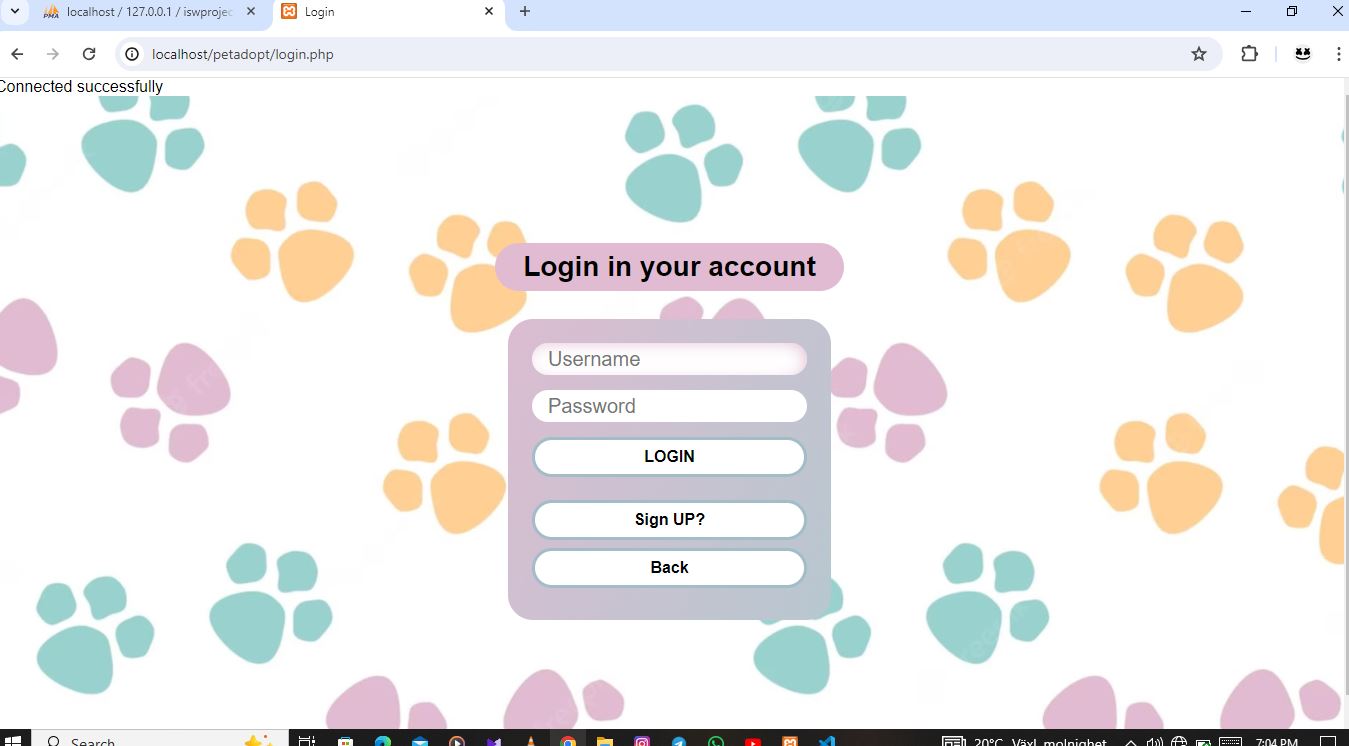 localhost / 127.0.0.1 / iswprojec
Login
localhost/petadopt/login.php
Connected successfully
Login in your account
Username
Password
LOGIN
Sign UP?
Back
Search
20°C Växl. molnighet
7:04 PM